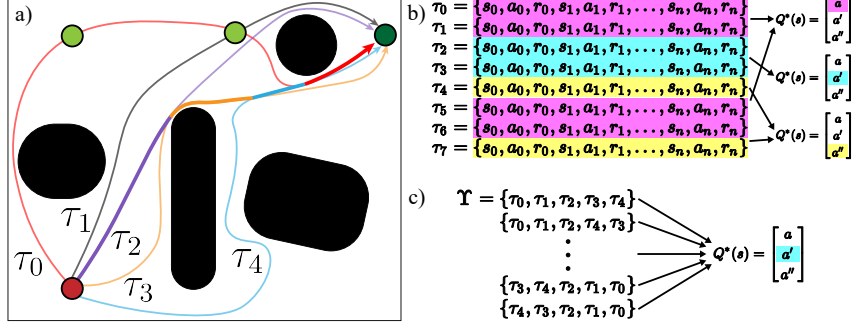 a)
τ₁
τ₂
τ₀
τ₃
τ₄
b)
τ₀ = {s₀, a₀, r₀, s₁, a₁, r₁, . . . , sₙ, aₙ, rₙ}
τ₁ = {s₀, a₀, r₀, s₁, a₁, r₁, . . . , sₙ, aₙ, rₙ}
τ₂ = {s₀, a₀, r₀, s₁, a₁, r₁, . . . , sₙ, aₙ, rₙ}
τ₃ = {s₀, a₀, r₀, s₁, a₁, r₁, . . . , sₙ, aₙ, rₙ}
τ₄ = {s₀, a₀, r₀, s₁, a₁, r₁, . . . , sₙ, aₙ, rₙ}
τ₅ = {s₀, a₀, r₀, s₁, a₁, r₁, . . . , sₙ, aₙ, rₙ}
τ₆ = {s₀, a₀, r₀, s₁, a₁, r₁, . . . , sₙ, aₙ, rₙ}
τ₇ = {s₀, a₀, r₀, s₁, a₁, r₁, . . . , sₙ, aₙ, rₙ}
a
Q*(s) = a′
a″
a
Q*(s) = a′
a″
a
Q*(s) = a′
a″
c)
Υ = {τ₀, τ₁, τ₂, τ₃, τ₄}
{τ₀, τ₁, τ₂, τ₄, τ₃}
{τ₃, τ₄, τ₂, τ₁, τ₀}
{τ₄, τ₃, τ₂, τ₁, τ₀}
a
Q*(s) = a′
a″